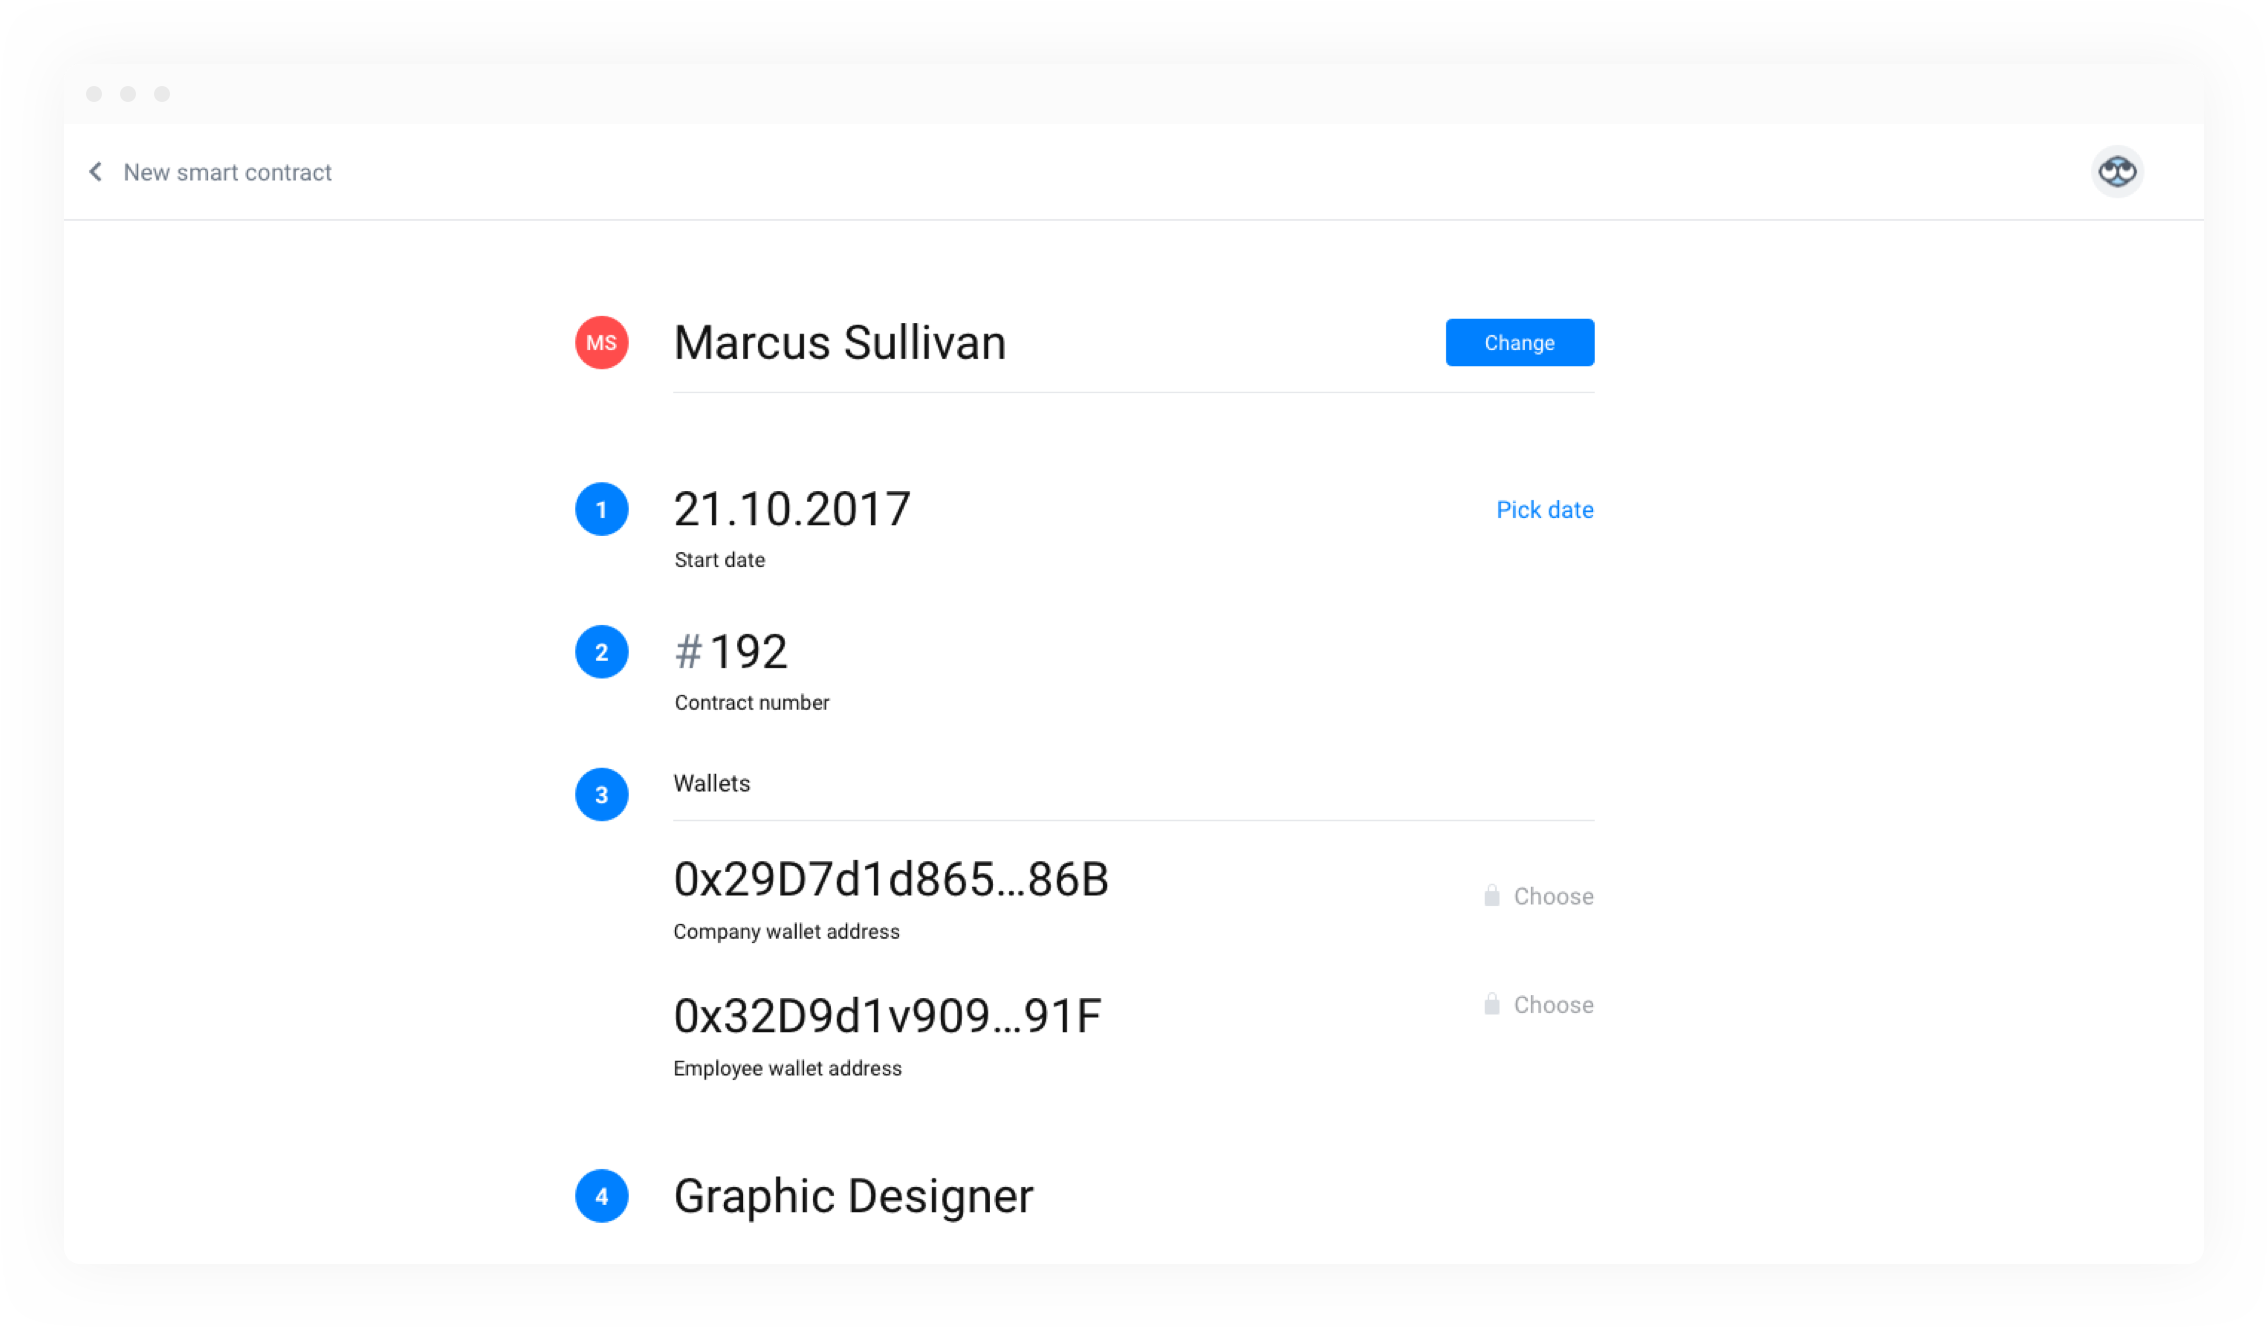 New smart contract
MS
Marcus Sullivan
Change
1
21.10.2017
Pick date
Start date
2
#192
Contract number
3
Wallets
0x29D7d1d865...86B
Choose
Company wallet address
0x32D9d1v909...91F
Choose
Employee wallet address
4
Graphic Designer